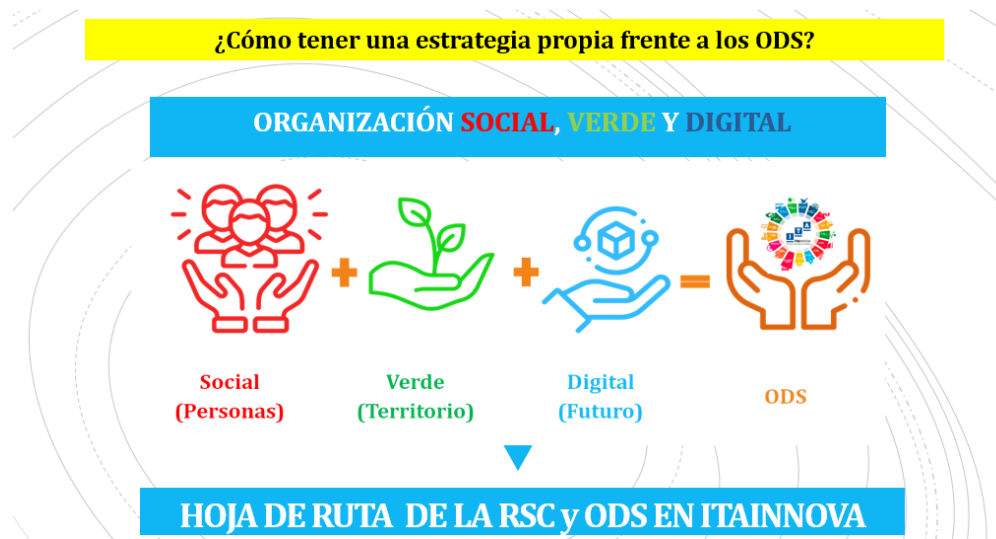 ¿Cómo tener una estrategia propia frente a los ODS?
ORGANIZACIÓN SOCIAL, VERDE Y DIGITAL
Social
(Personas)
Verde
(Territorio)
Digital
(Futuro)
ODS
HOJA DE RUTA DE LA RSC y ODS EN ITAINNOVA